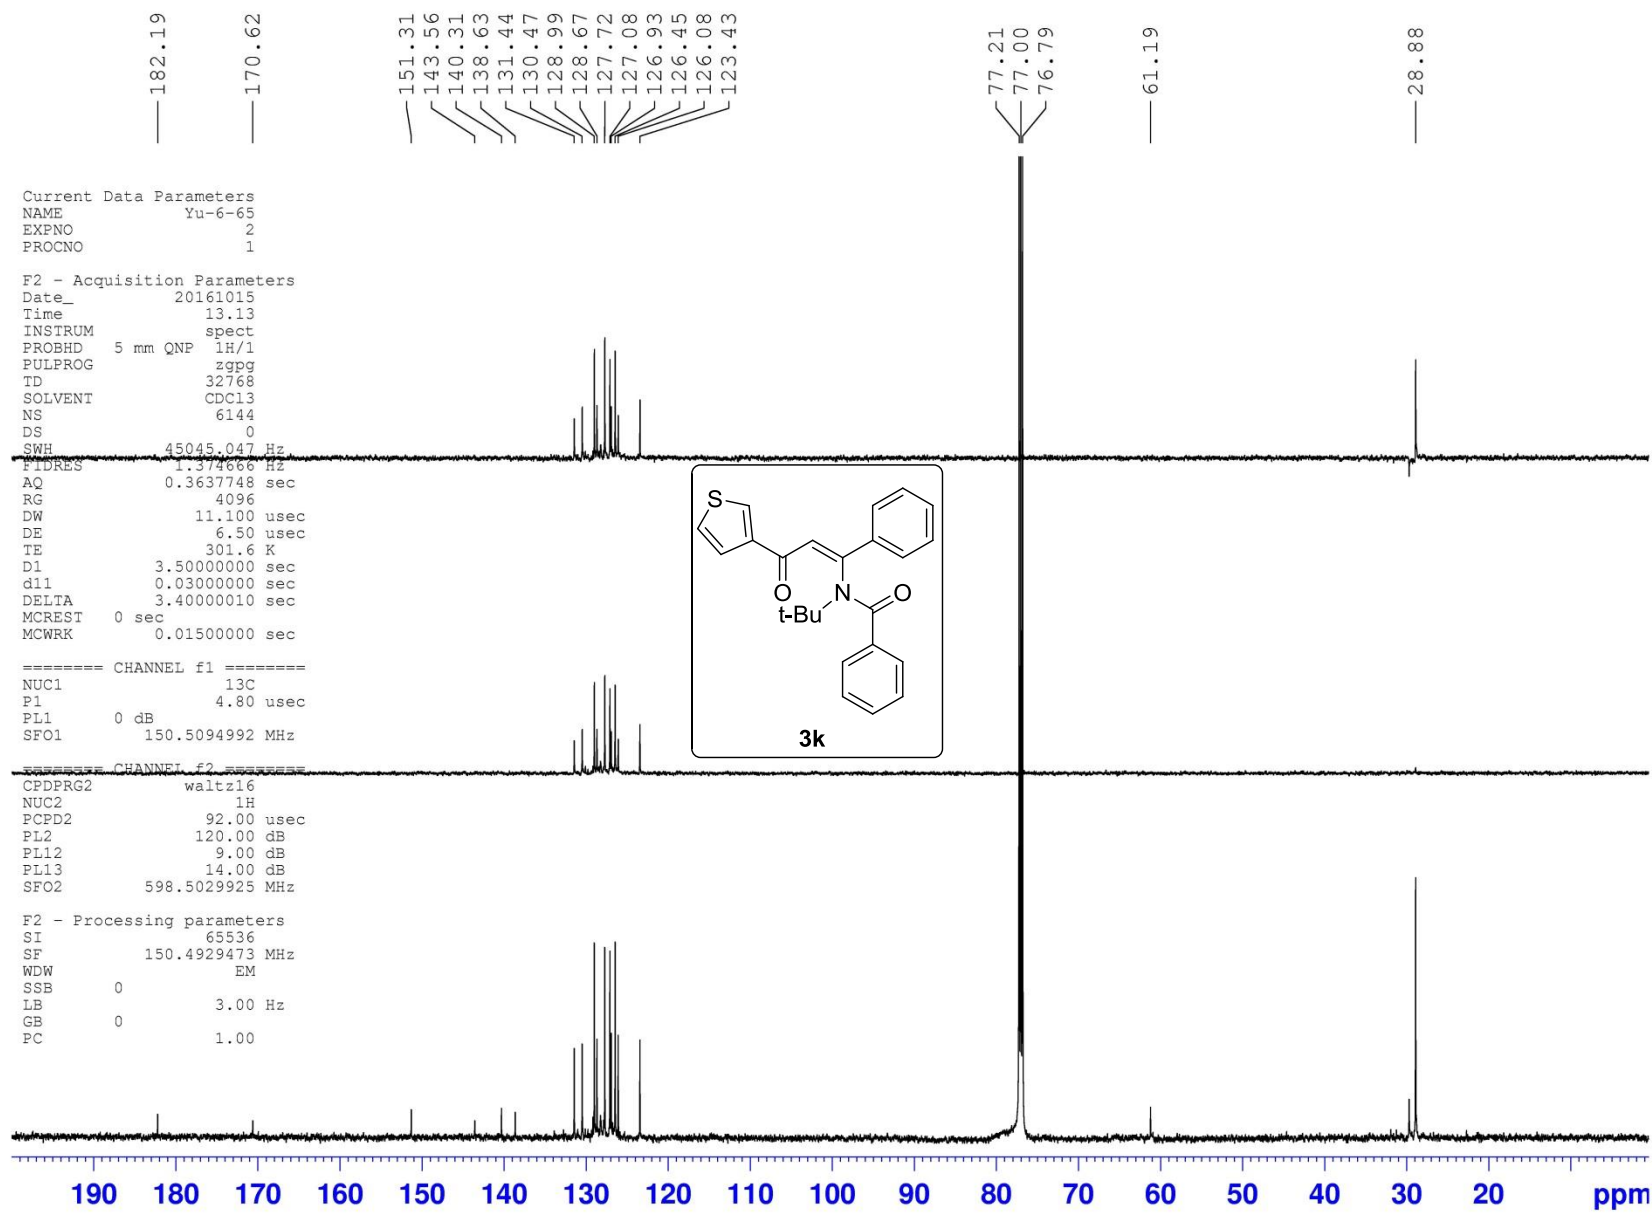 182.19
170.62
151.31
143.56
140.31
138.63
131.44
130.47
128.99
128.67
127.72
127.08
126.93
126.45
126.08
123.43
77.21
77.00
76.79
61.19
28.88
Current Data Parameters
NAME Yu-6-65
EXPNO 2
PROCNO 1
F2 - Acquisition Parameters
Date_ 20161015
Time 13.13
INSTRUM spect
PROBHD 5 mm QNP 1H/1
PULPROG zgpg
TD 32768
SOLVENT CDCl3
NS 6144
DS 0
SWH 45045.047 Hz
FIDRES 1.374666 Hz
AQ 0.3637748 sec
RG 4096
DW 11.100 usec
DE 6.50 usec
TE 301.6 K
D1 3.50000000 sec
d11 0.03000000 sec
DELTA 3.40000010 sec
MCREST 0 sec
MCWRK 0.01500000 sec
======== CHANNEL f1 ========
NUC1 13C
P1 4.80 usec
PL1 0 dB
SFO1 150.5094992 MHz
======== CHANNEL f2 ========
CPDPRG2 waltz16
NUC2 1H
PCPD2 92.00 usec
PL2 120.00 dB
PL12 9.00 dB
PL13 14.00 dB
SFO2 598.5029925 MHz
F2 - Processing parameters
SI 65536
SF 150.4929473 MHz
WDW EM
SSB 0
LB 3.00 Hz
GB 0
PC 1.00
S
O
N
O
t-Bu
3k
190 180 170 160 150 140 130 120 110 100 90 80 70 60 50 40 30 20 ppm